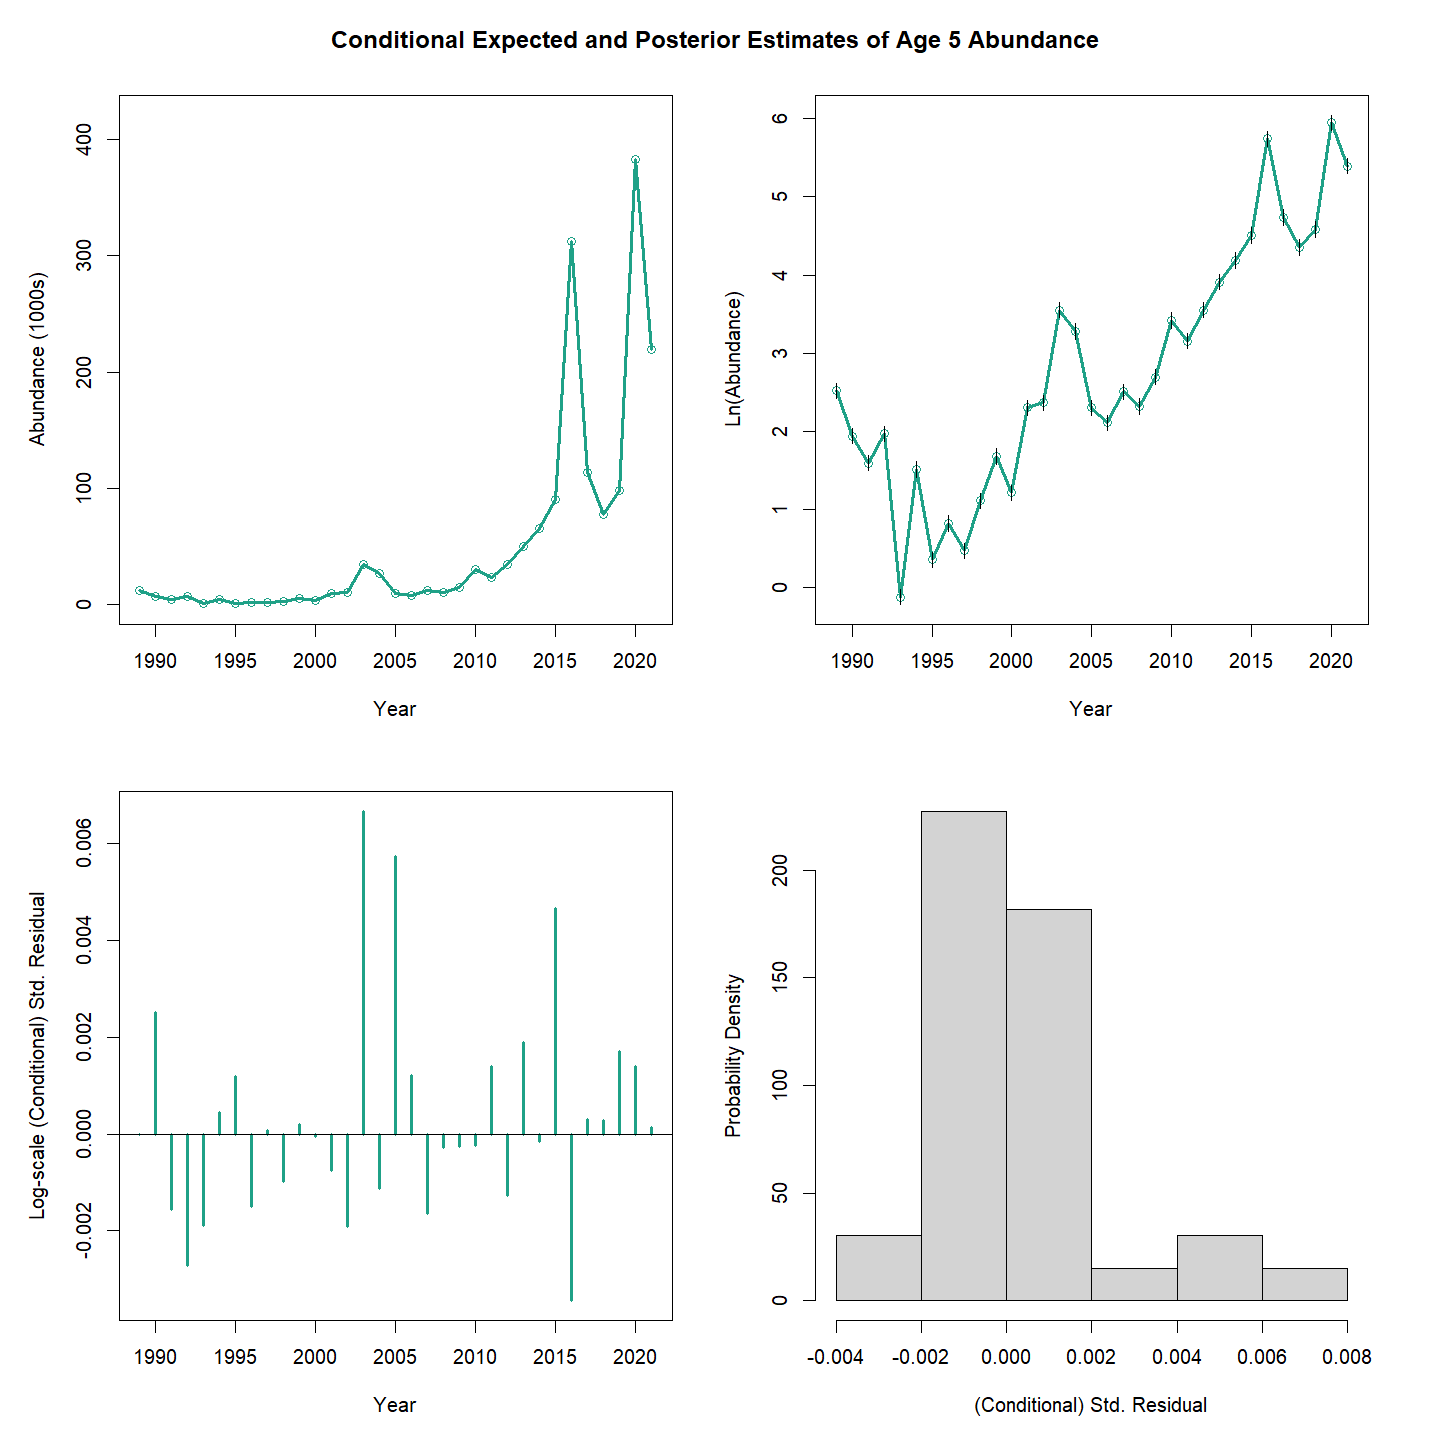 Conditional Expected and Posterior Estimates of Age 5 Abundance
Abundance (1000s)
400
300
200
100
0
1990 1995 2000 2005 2010 2015 2020
Year
Ln(Abundance)
6
5
4
3
2
1
0
1990 1995 2000 2005 2010 2015 2020
Year
Log-scale (Conditional) Std. Residual
0.006
0.004
0.002
0.000
-0.002
1990 1995 2000 2005 2010 2015 2020
Year
Probability Density
200
150
100
50
0
-0.004 -0.002 0.000 0.002 0.004 0.006 0.008
(Conditional) Std. Residual